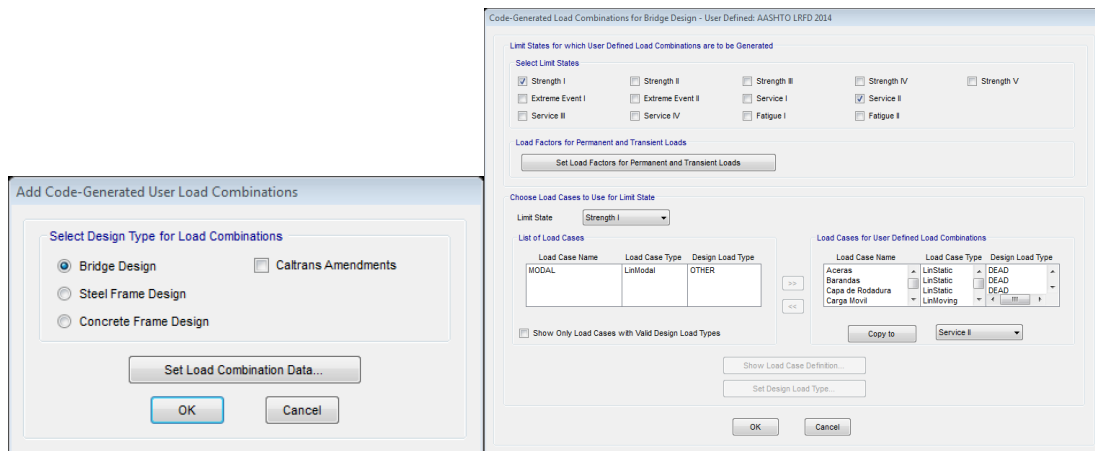 Add Code-Generated User Load Combinations
Select Design Type for Load Combinations
Bridge Design
Caltrans Amendments
Steel Frame Design
Concrete Frame Design
Set Load Combination Data...
OK
Cancel
Code-Generated Load Combinations for Bridge Design - User Defined: AASHTO LRFD 2014
Limit States for which User Defined Load Combinations are to be Generated
Select Limit States
Strength I
Strength II
Strength III
Strength IV
Strength V
Extreme Event I
Extreme Event II
Service I
Service II
Service III
Service IV
Fatigue I
Fatigue II
Load Factors for Permanent and Transient Loads
Set Load Factors for Permanent and Transient Loads
Choose Load Cases to Use for Limit State
Limit State
Strength I
List of Load Cases
Load Case Name Load Case Type Design Load Type
MODAL LinModal OTHER
Show Only Load Cases with Valid Design Load Types
>>
<<
Load Cases for User Defined Load Combinations
Load Case Name Load Case Type Design Load Type
Aceras LinStatic DEAD
Barandas LinStatic DEAD
Capa de Rodadura LinStatic DEAD
Carga Movil LinMoving
Copy to
Service II
Show Load Case Definition...
Set Design Load Type...
OK
Cancel